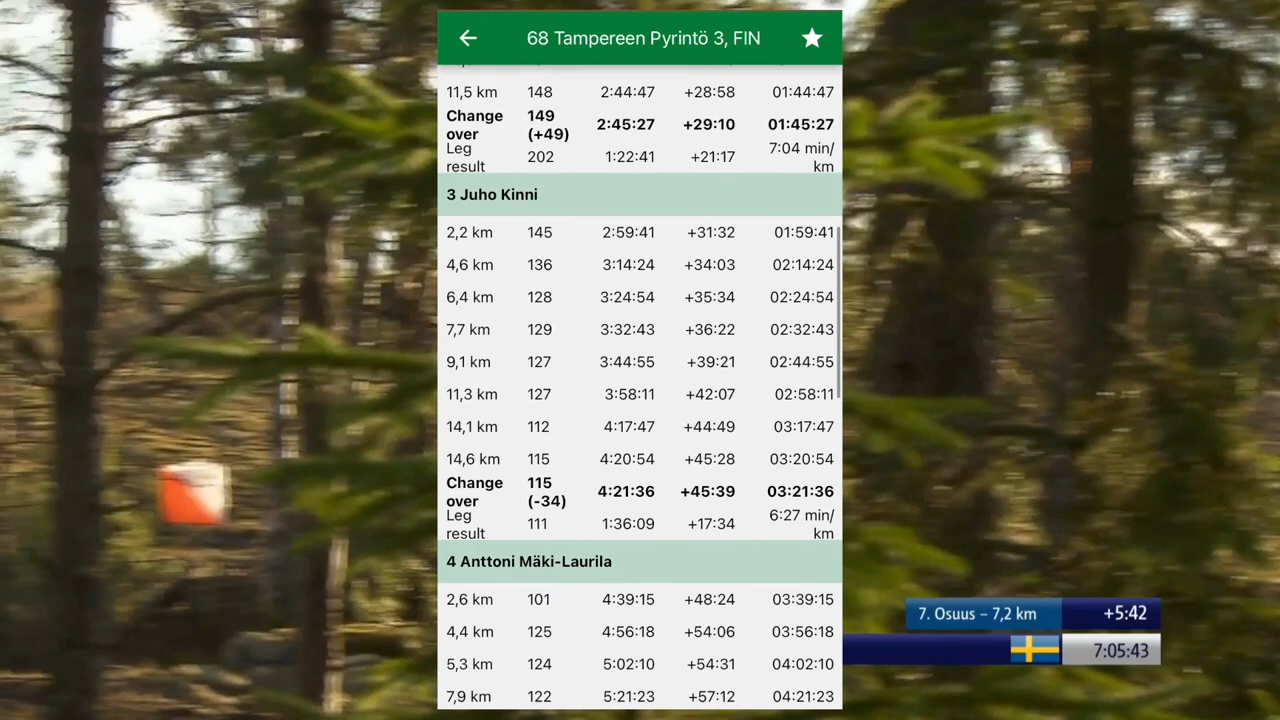 68 Tampereen Pyrintö 3, FIN
11,5 km 148 2:44:47 +28:58 01:44:47
Change over 149 (+49) 2:45:27 +29:10 01:45:27
Leg result 202 1:22:41 +21:17 7:04 min/km
3 Juho Kinni
2,2 km 145 2:59:41 +31:32 01:59:41
4,6 km 136 3:14:24 +34:03 02:14:24
6,4 km 128 3:24:54 +35:34 02:24:54
7,7 km 129 3:32:43 +36:22 02:32:43
9,1 km 127 3:44:55 +39:21 02:44:55
11,3 km 127 3:58:11 +42:07 02:58:11
14,1 km 112 4:17:47 +44:49 03:17:47
14,6 km 115 4:20:54 +45:28 03:20:54
Change over 115 (-34) 4:21:36 +45:39 03:21:36
Leg result 111 1:36:09 +17:34 6:27 min/km
4 Anttoni Mäki-Laurila
2,6 km 101 4:39:15 +48:24 03:39:15
4,4 km 125 4:56:18 +54:06 03:56:18
5,3 km 124 5:02:10 +54:31 04:02:10
7,9 km 122 5:21:23 +57:12 04:21:23
7. Osuus – 7,2 km +5:42
7:05:43